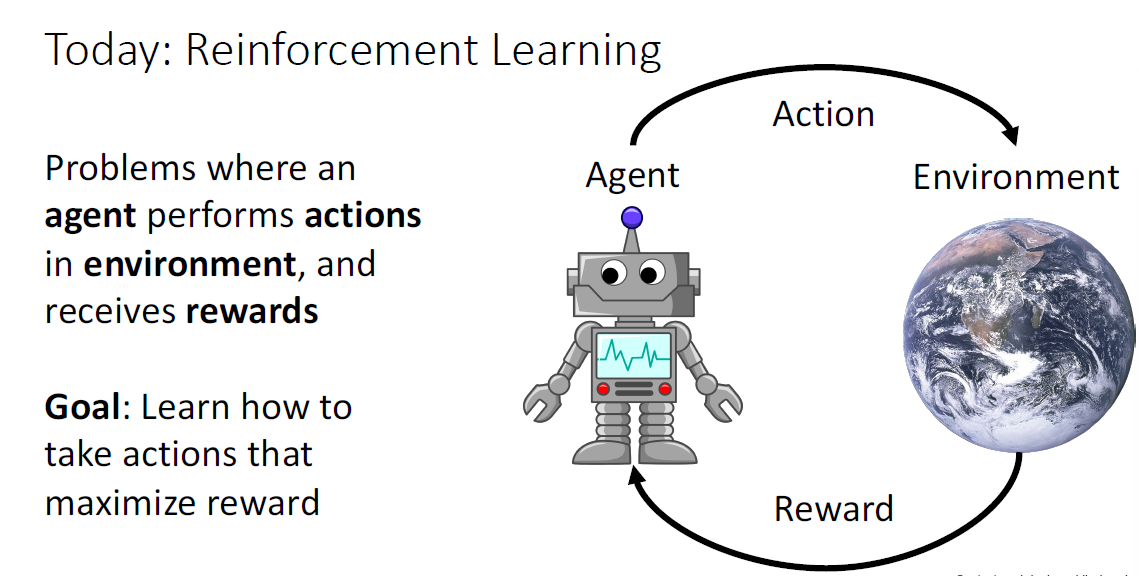 Today: Reinforcement Learning
Problems where an
agent performs actions
in environment, and
receives rewards
Goal: Learn how to
take actions that
maximize reward
Action
Agent
Environment
Reward